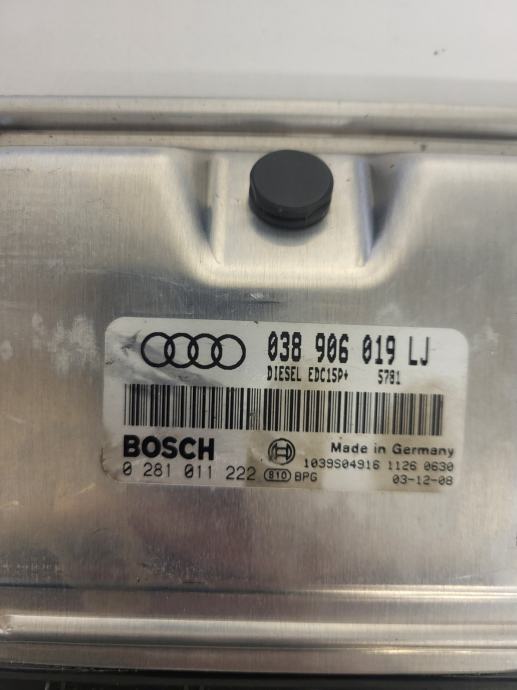 038 906 019 LJ
DIESEL EDC15P+ 5781
BOSCH Made in Germany
0 281 011 222 810 BPG 1039S04916 1126 0630
03-12-08